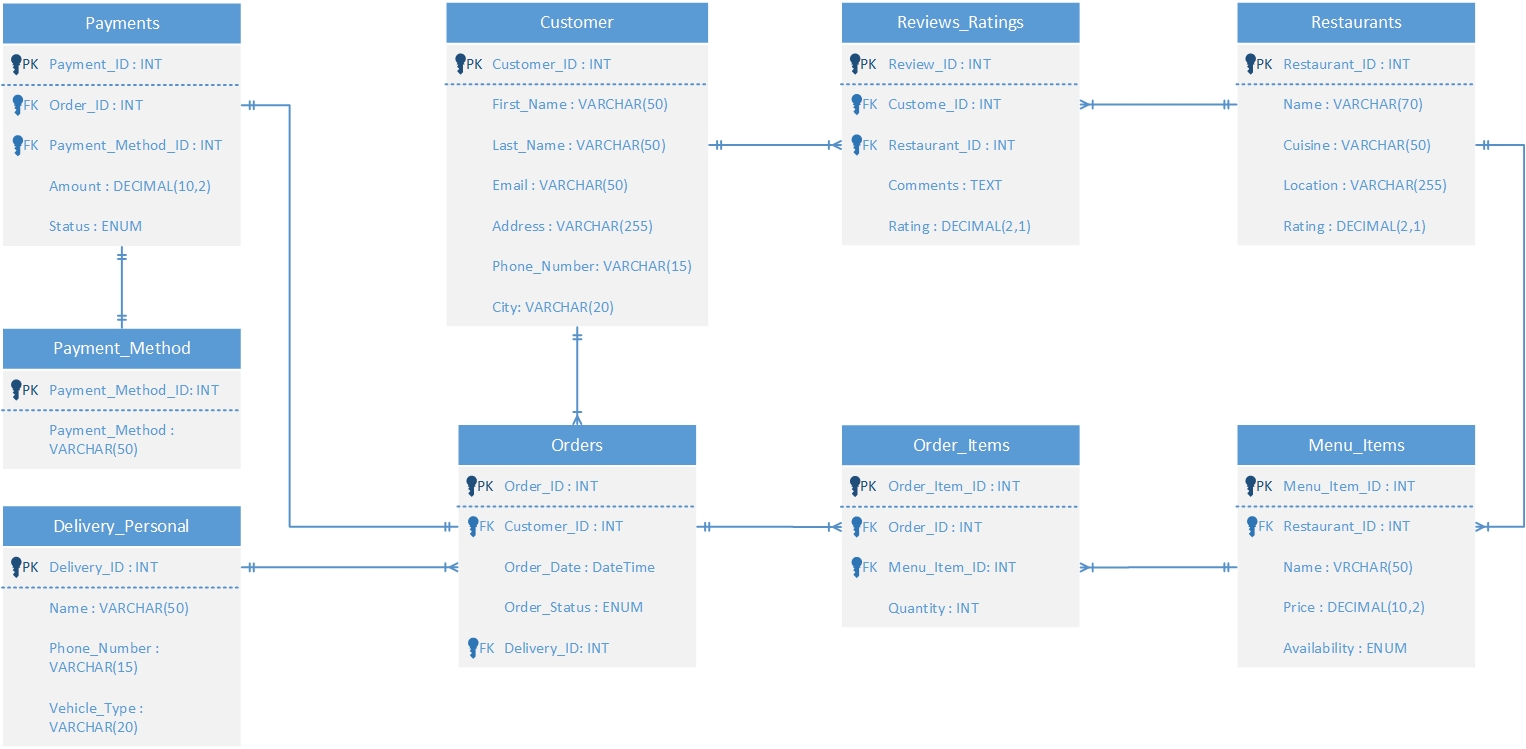 Payments
PK Payment_ID : INT
FK Order_ID : INT
FK Payment_Method_ID : INT
Amount : DECIMAL(10,2)
Status : ENUM
Customer
PK Customer_ID : INT
First_Name : VARCHAR(50)
Last_Name : VARCHAR(50)
Email : VARCHAR(50)
Address : VARCHAR(255)
Phone_Number: VARCHAR(15)
City: VARCHAR(20)
Reviews_Ratings
PK Review_ID : INT
FK Custome_ID : INT
FK Restaurant_ID : INT
Comments : TEXT
Rating : DECIMAL(2,1)
Restaurants
PK Restaurant_ID : INT
Name : VARCHAR(70)
Cuisine : VARCHAR(50)
Location : VARCHAR(255)
Rating : DECIMAL(2,1)
Payment_Method
PK Payment_Method_ID: INT
Payment_Method :
VARCHAR(50)
Delivery_Personal
PK Delivery_ID : INT
Name : VARCHAR(50)
Phone_Number :
VARCHAR(15)
Vehicle_Type :
VARCHAR(20)
Orders
PK Order_ID : INT
FK Customer_ID : INT
Order_Date : DateTime
Order_Status : ENUM
FK Delivery_ID: INT
Order_Items
PK Order_Item_ID : INT
FK Order_ID : INT
FK Menu_Item_ID: INT
Quantity : INT
Menu_Items
PK Menu_Item_ID : INT
FK Restaurant_ID : INT
Name : VRCHAR(50)
Price : DECIMAL(10,2)
Availability : ENUM